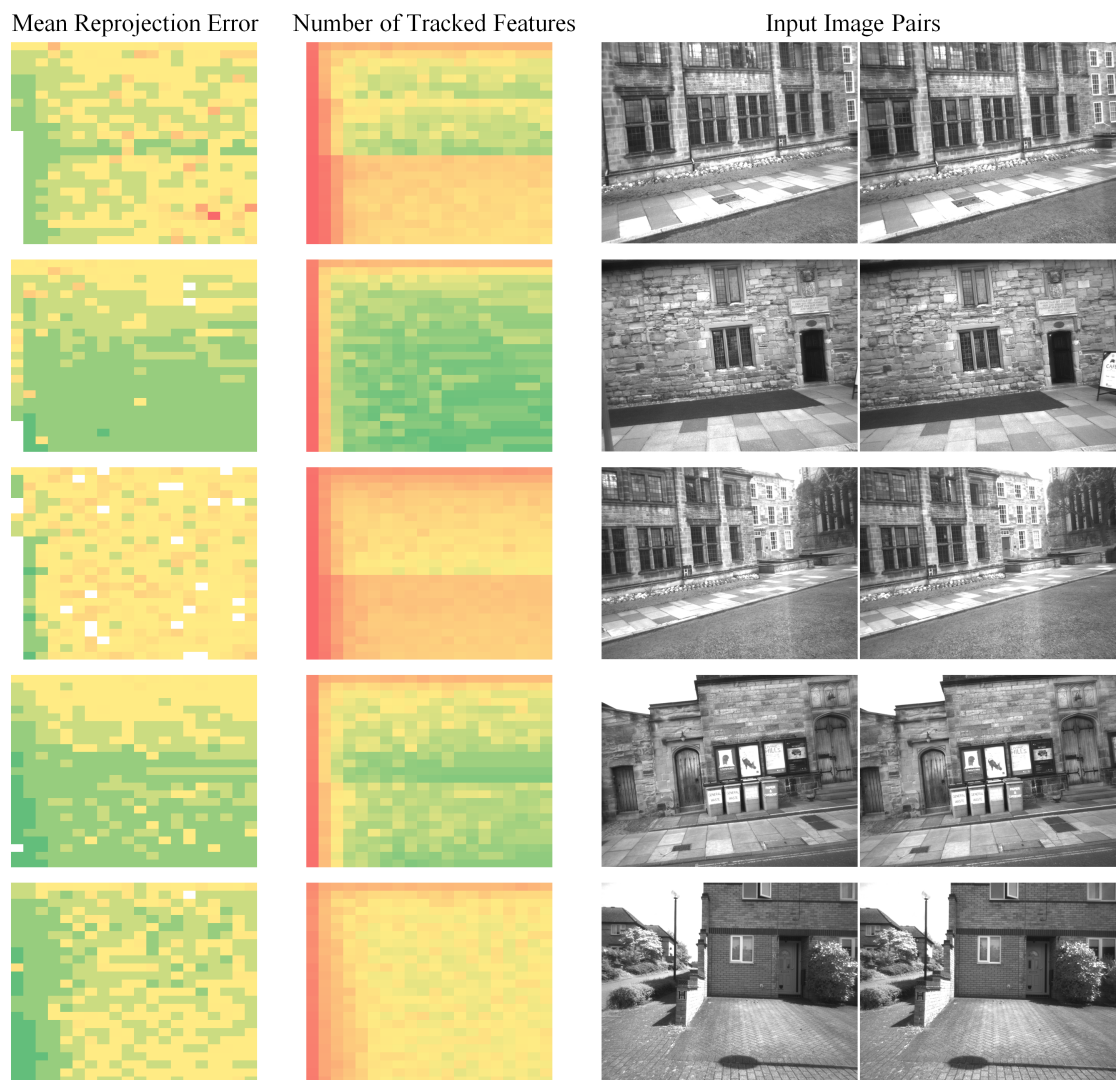 Mean Reprojection Error
Number of Tracked Features
Input Image Pairs